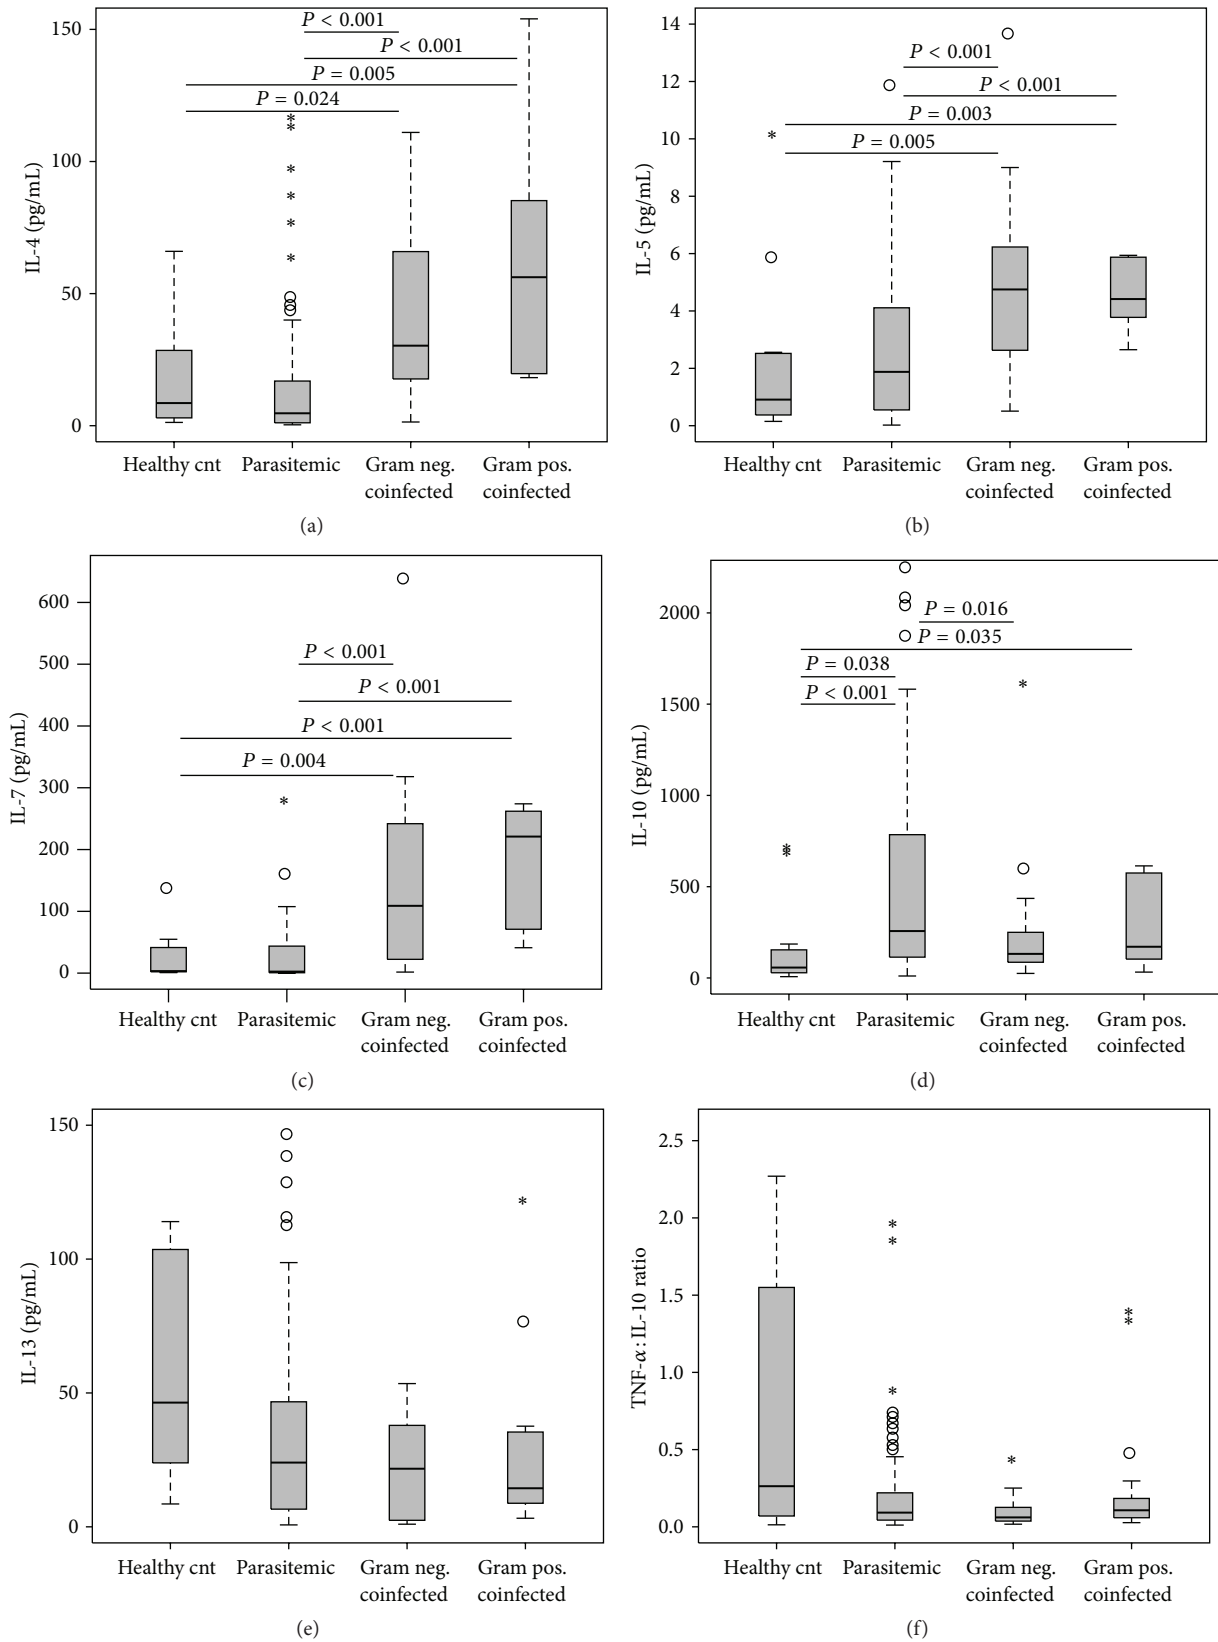 150
100
50
0
IL-4 (pg/mL)
P < 0.001
P < 0.001
P = 0.005
P = 0.024
* * * * * *
Healthy cnt
Parasitemic
Gram neg.
coinfected
Gram pos.
coinfected
(a)
14
12
10
8
6
4
2
0
IL-5 (pg/mL)
P < 0.001
P < 0.001
P = 0.003
P = 0.005
*
Healthy cnt
Parasitemic
Gram neg.
coinfected
Gram pos.
coinfected
(b)
600
500
400
300
200
100
0
IL-7 (pg/mL)
P < 0.001
P < 0.001
P < 0.001
P = 0.004
*
Healthy cnt
Parasitemic
Gram neg.
coinfected
Gram pos.
coinfected
(c)
2000
1500
1000
500
0
IL-10 (pg/mL)
P = 0.016
P = 0.035
P = 0.038
P < 0.001
* *
*
Healthy cnt
Parasitemic
Gram neg.
coinfected
Gram pos.
coinfected
(d)
150
100
50
0
IL-13 (pg/mL)
*
Healthy cnt
Parasitemic
Gram neg.
coinfected
Gram pos.
coinfected
(e)
2.5
2.0
1.5
1.0
0.5
0.0
TNF-α:IL-10 ratio
* * *
*
* *
Healthy cnt
Parasitemic
Gram neg.
coinfected
Gram pos.
coinfected
(f)